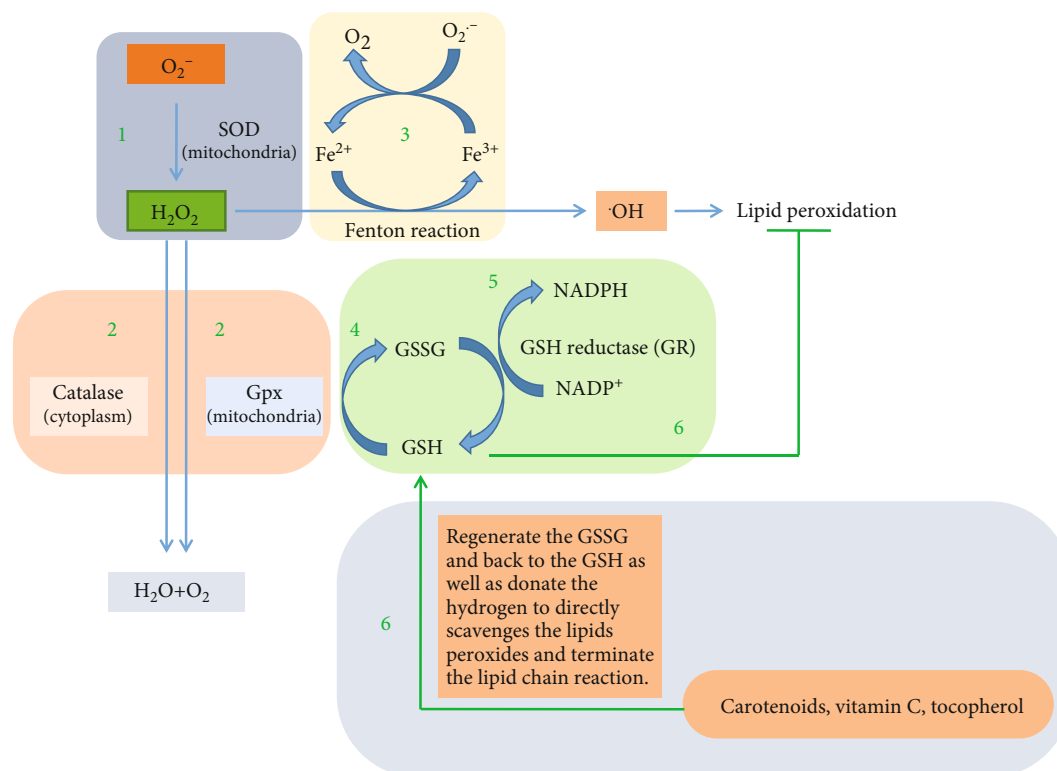 O₂⁻
1
SOD
(mitochondria)
H₂O₂
O₂
O₂·⁻
3
Fe²⁺
Fe³⁺
Fenton reaction
·OH
Lipid peroxidation
2
2
Catalase
(cytoplasm)
Gpx
(mitochondria)
H₂O+O₂
5
NADPH
4
GSSG
GSH reductase (GR)
NADP⁺
GSH
6
Regenerate the GSSG
and back to the GSH as
well as donate the
hydrogen to directly
scavenges the lipids
peroxides and terminate
the lipid chain reaction.
6
Carotenoids, vitamin C, tocopherol